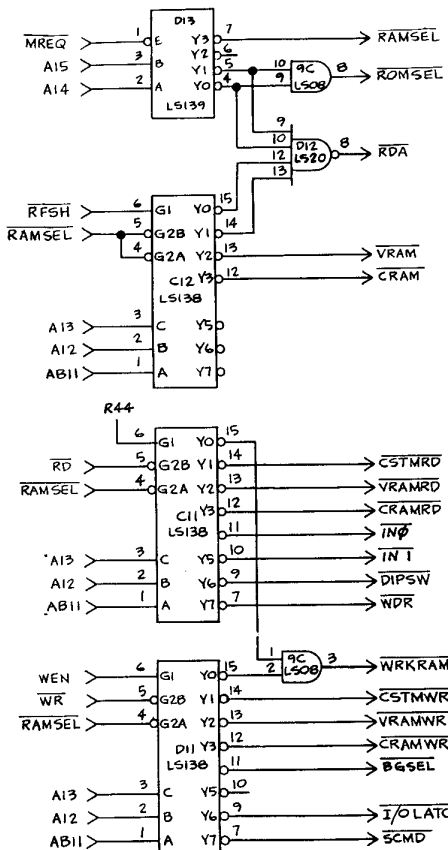 D13
MREQ 1 E Y3 7 RAMSEL
Y2 6
A15 3 B Y1 5 10 9C 8 ROMSEL
A14 2 A Y0 4 9 LS08
LS139
9
10 D12 8 RDA
12 LS20
13
RFSH 6 G1 Y0 15
RAMSEL 5 G2B Y1 14
4 G2A Y2 13 VRAM
C12 Y3 12 CRAM
LS138
A13 3 C Y5
A12 2 B Y6
AB11 1 A Y7
R44
6 G1 Y0 15
RD 5 G2B Y1 14 CSTMRD
RAMSEL 4 G2A Y2 13 VRAMRD
C11 Y3 12 CRAMRD
LS138 11 INØ
A13 3 C Y5 10 IN1
A12 2 B Y6 9 DIPSW
AB11 1 A Y7 7 WDR
1 9C 3 WRKRAM
2 LS08
WEN 6 G1 Y0 15
WR 5 G2B Y1 14 CSTMWR
RAMSEL 4 G2A Y2 13 VRAMWR
D11 Y3 12 CRAMWR
LS138 11 BGSEL
A13 3 C Y5 10
A12 2 B Y6 9 I/O LATC
AB11 1 A Y7 7 SCMD